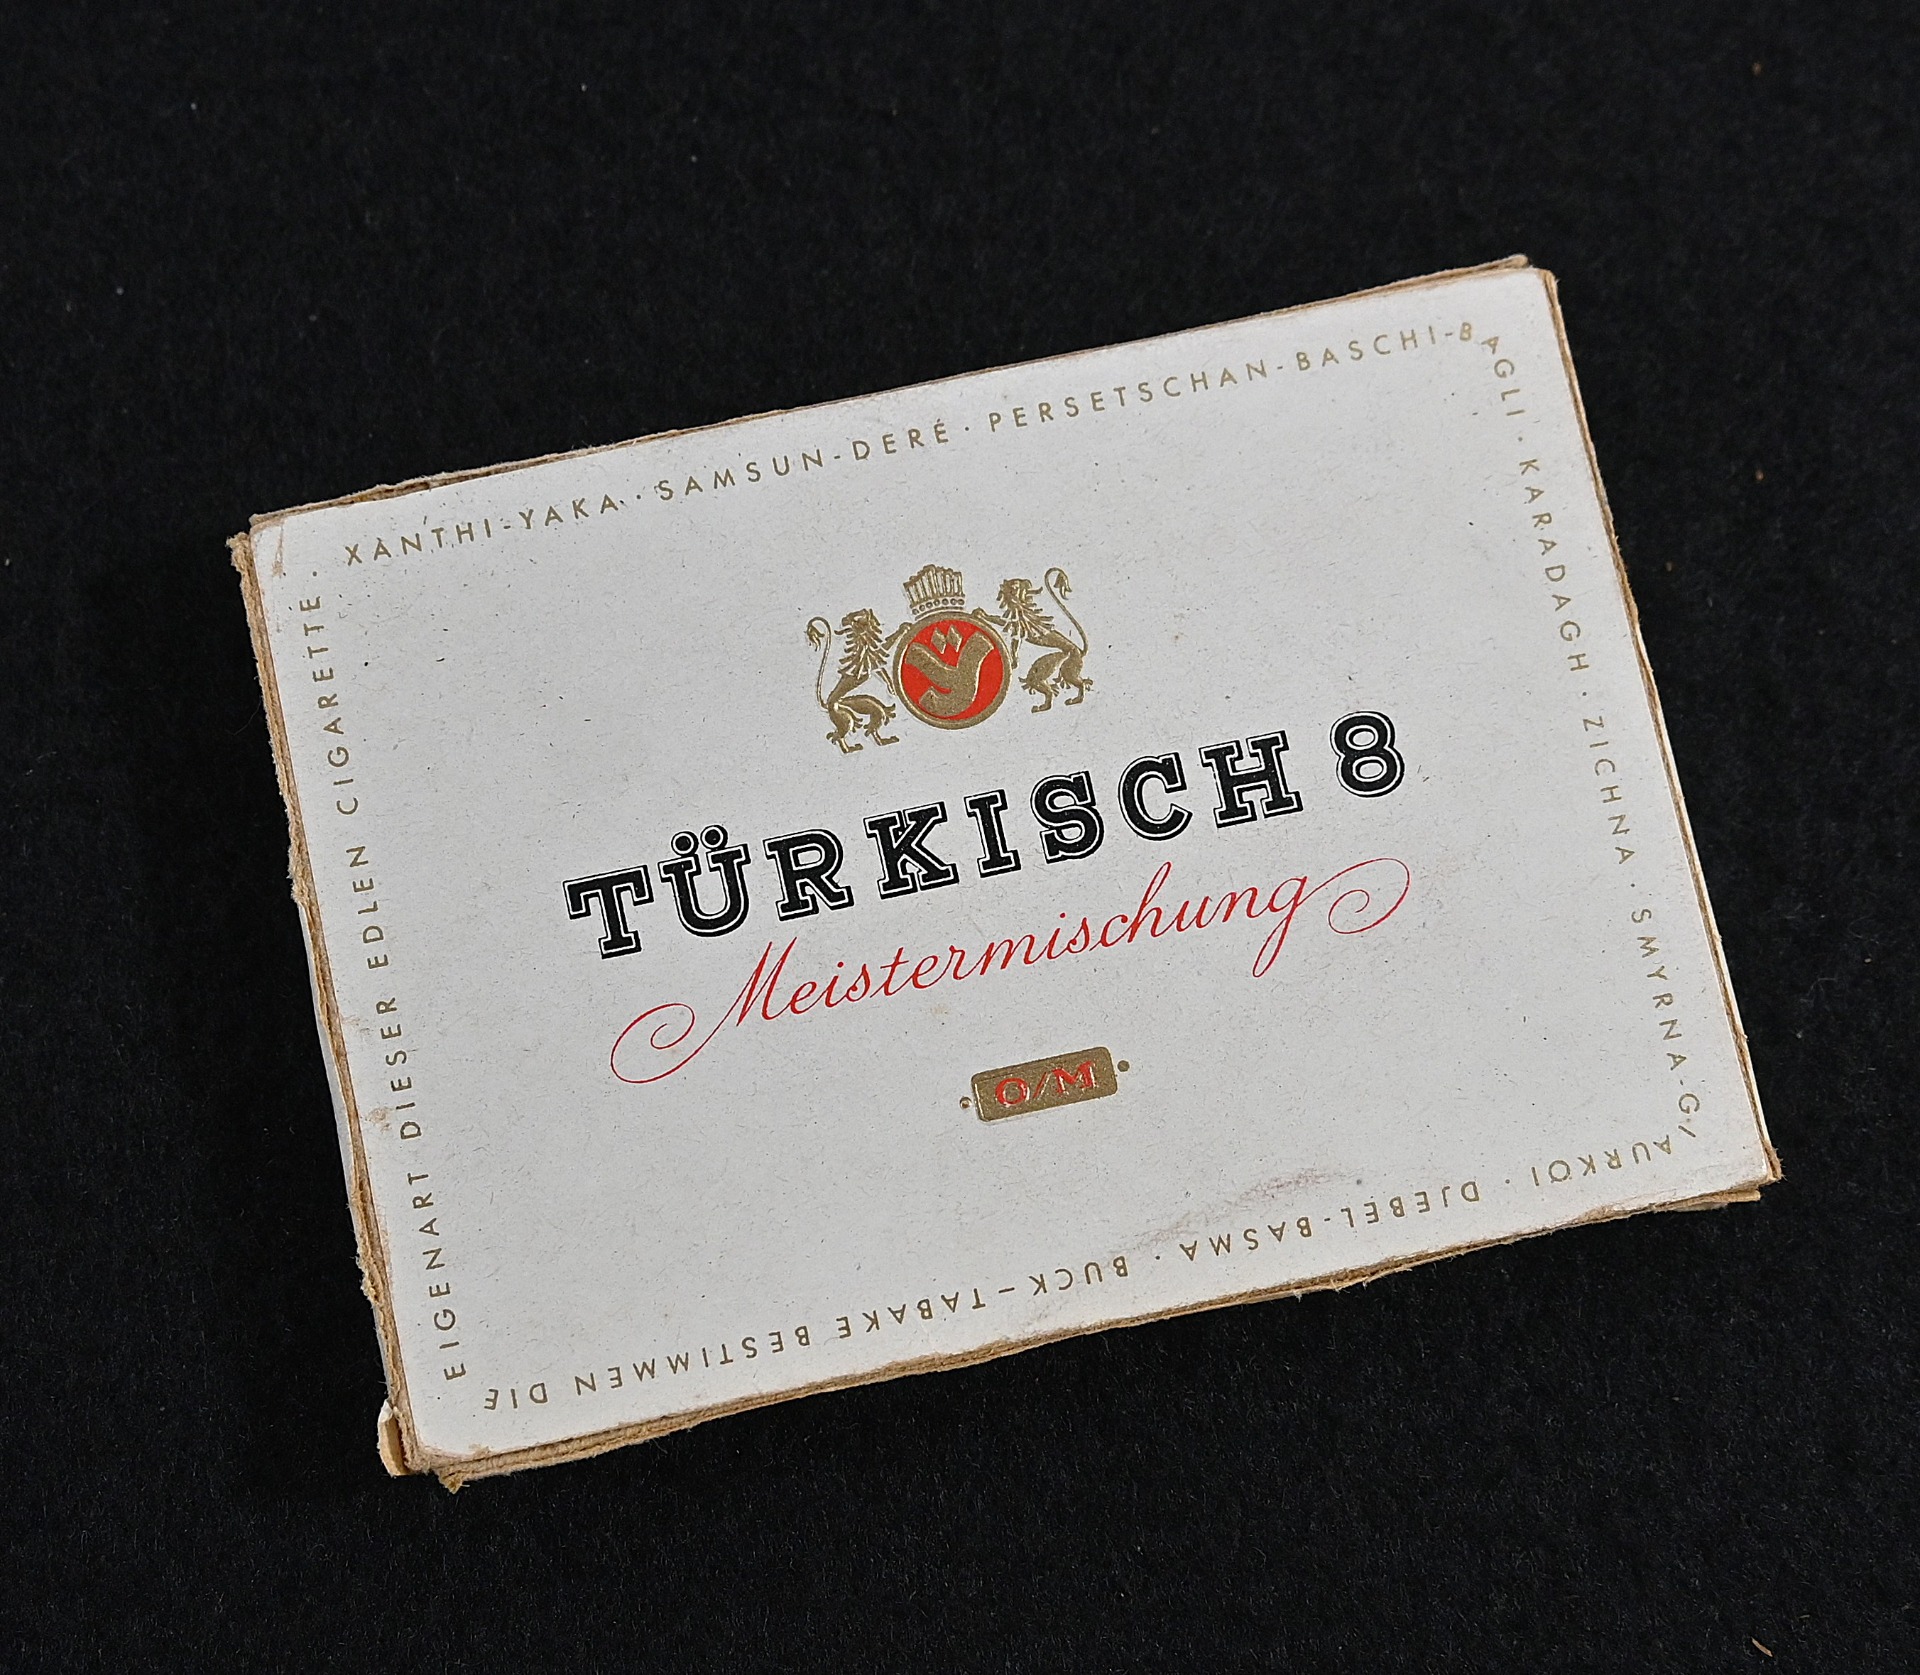 XANTHI-YAKA · SAMSUN-DERÉ · PERSETSCHAN-BASCHI-BAGLI · KARADAGH · ZICHNA · SMYRNA-GJAURKÖI · DJEBEL-BASMA · BUCK-TABAKE BESTIMMEN DIE EIGENART DIESER EDLEN CIGARETTE ·
TÜRKISCH 8
Meistermischung
O/M